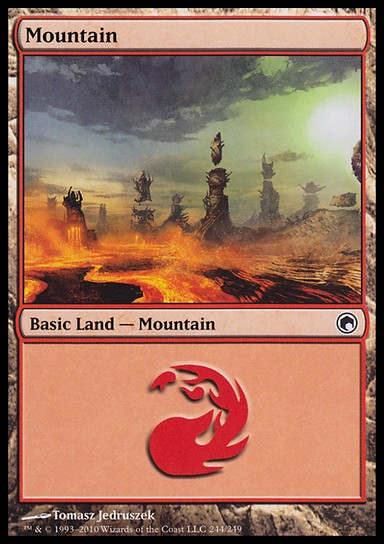 Mountain
Basic Land — Mountain
Tomasz Jedruszek
™ & © 1993–2010 Wizards of the Coast LLC 244/249